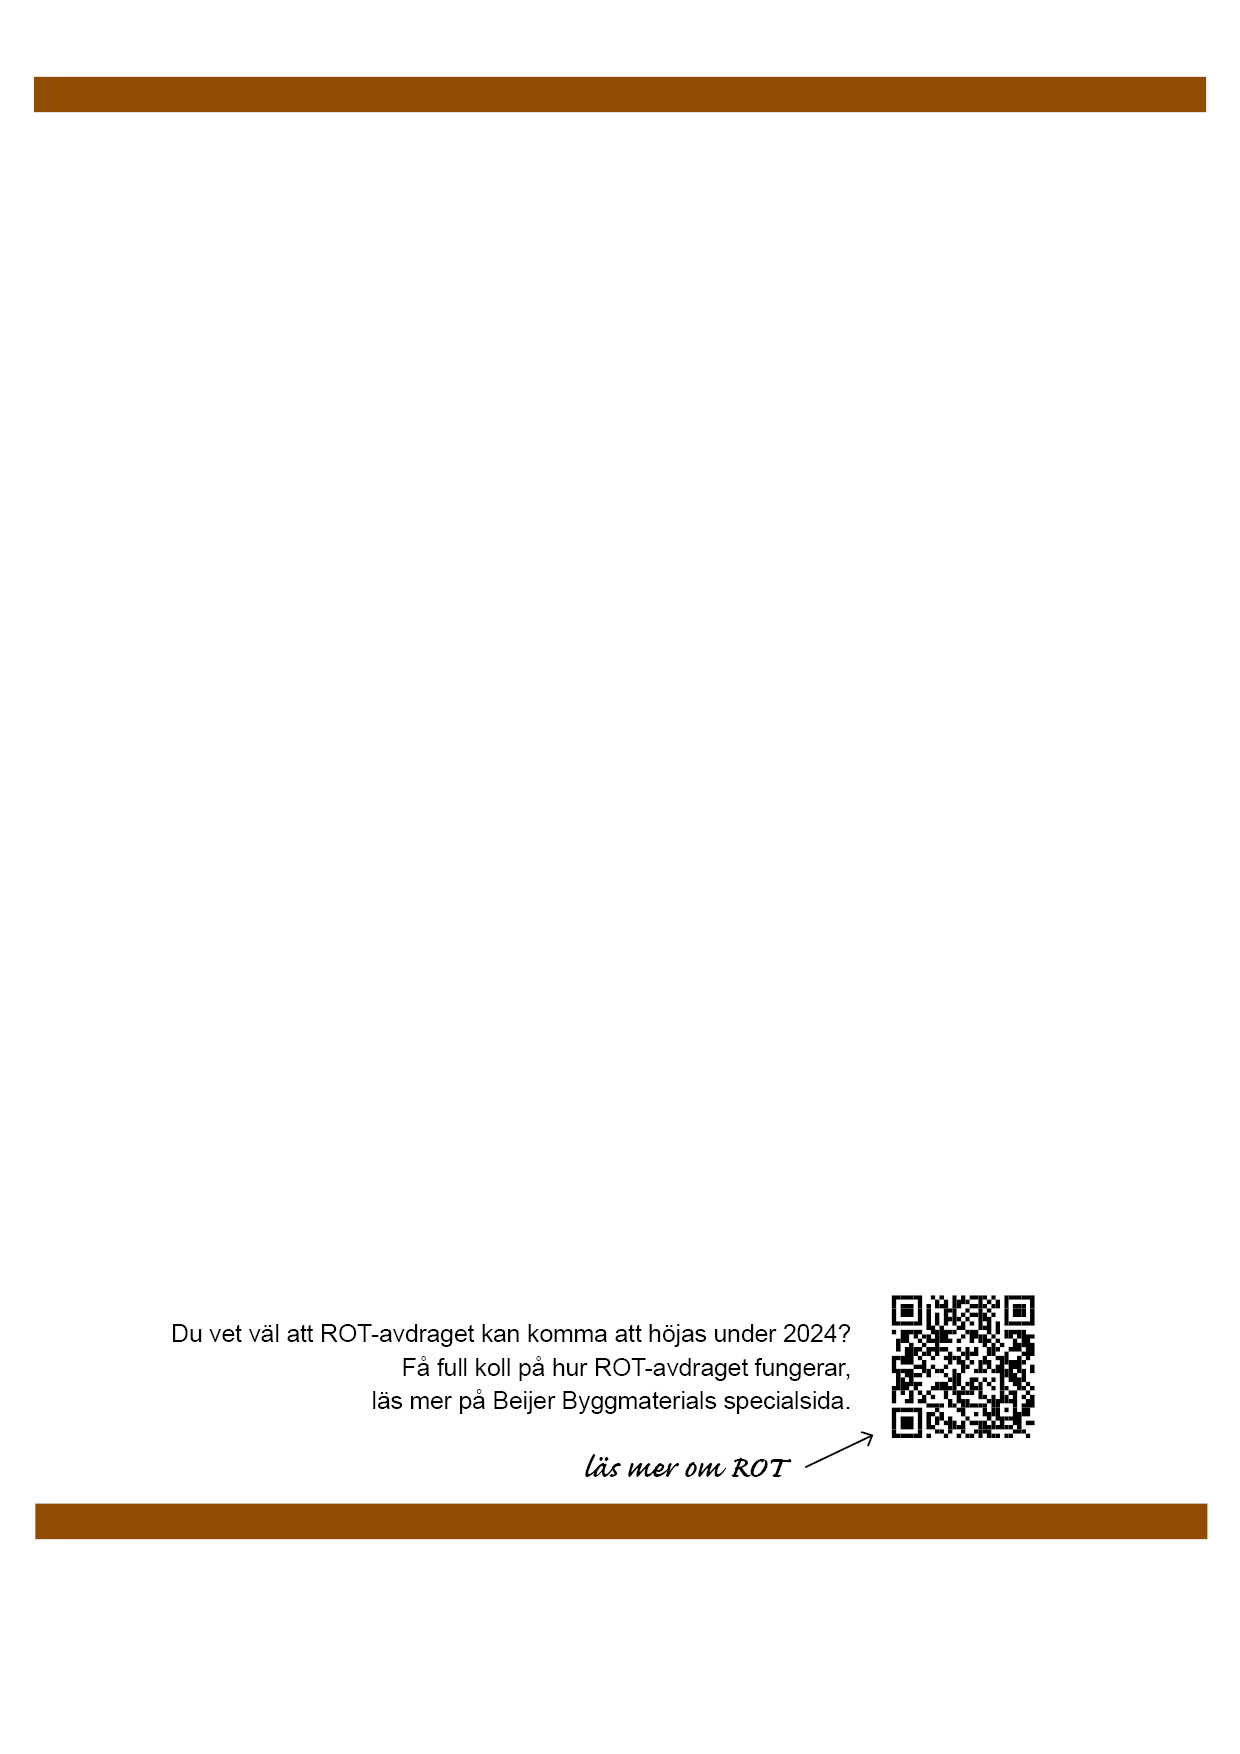 Du vet väl att ROT-avdraget kan komma att höjas under 2024?
Få full koll på hur ROT-avdraget fungerar,
läs mer på Beijer Byggmaterials specialsida.
läs mer om ROT